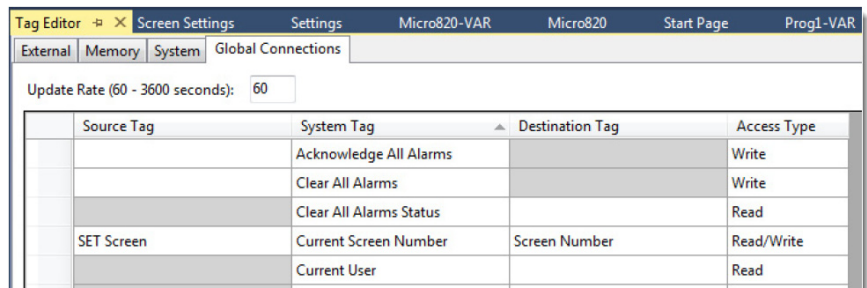 Tag Editor Screen Settings Settings Micro820-VAR Micro820 Start Page Prog1-VAR
External Memory System Global Connections
Update Rate (60 - 3600 seconds): 60
Source Tag System Tag Destination Tag Access Type
Acknowledge All Alarms Write
Clear All Alarms Write
Clear All Alarms Status Read
SET Screen Current Screen Number Screen Number Read/Write
Current User Read